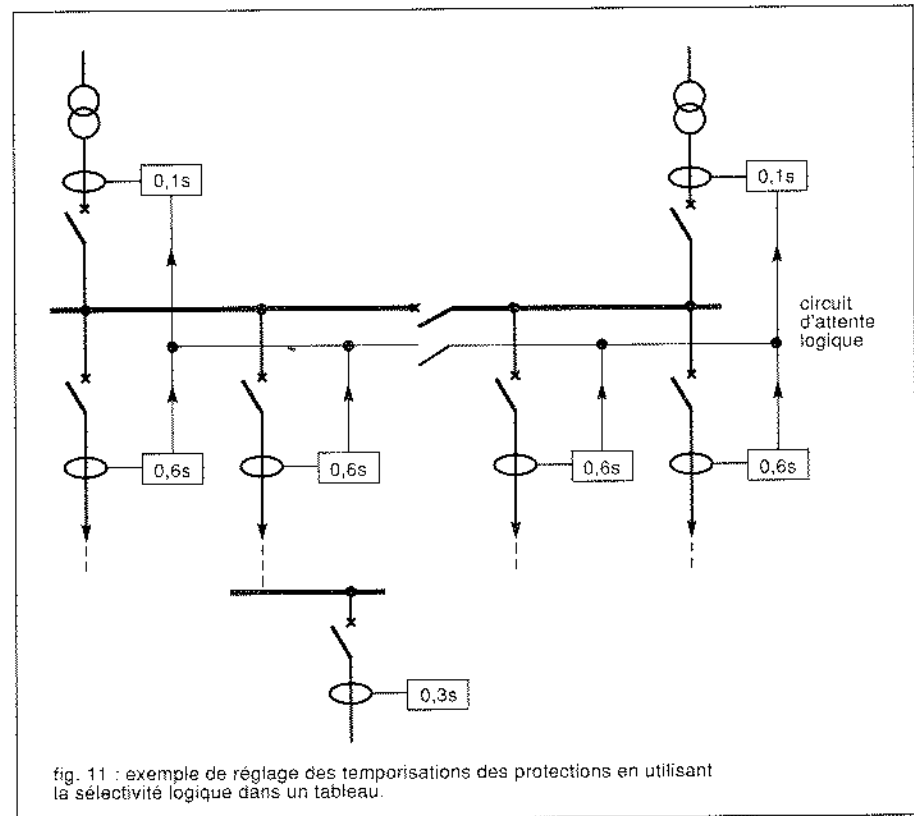 0,1s
0,1s
circuit
d'attente
logique
0,6s
0,6s
0,6s
0,6s
0,3s
fig. 11 : exemple de réglage des temporisations des protections en utilisant
la sélectivité logique dans un tableau.